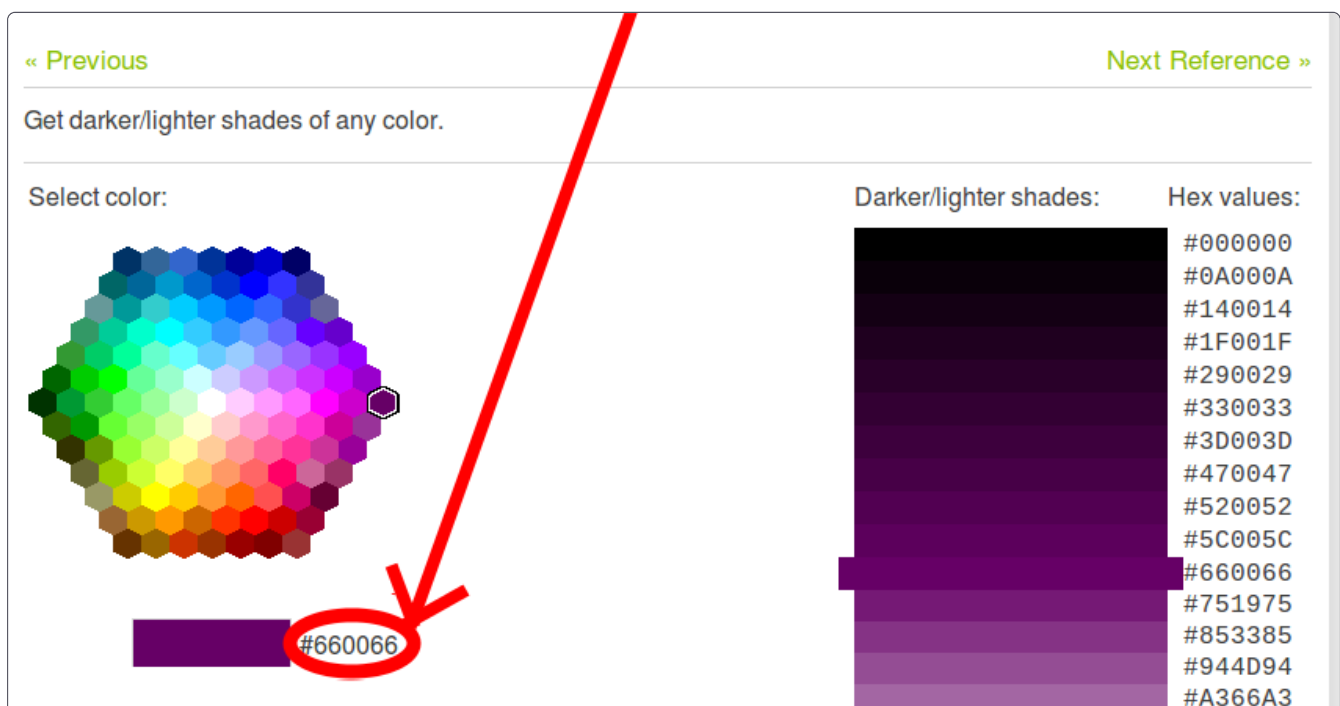 « Previous
Next Reference »
Get darker/lighter shades of any color.
Select color:
Darker/lighter shades:
Hex values:
#000000
#0A000A
#140014
#1F001F
#290029
#330033
#3D003D
#470047
#520052
#5C005C
#660066
#751975
#853385
#944D94
#A366A3
#660066